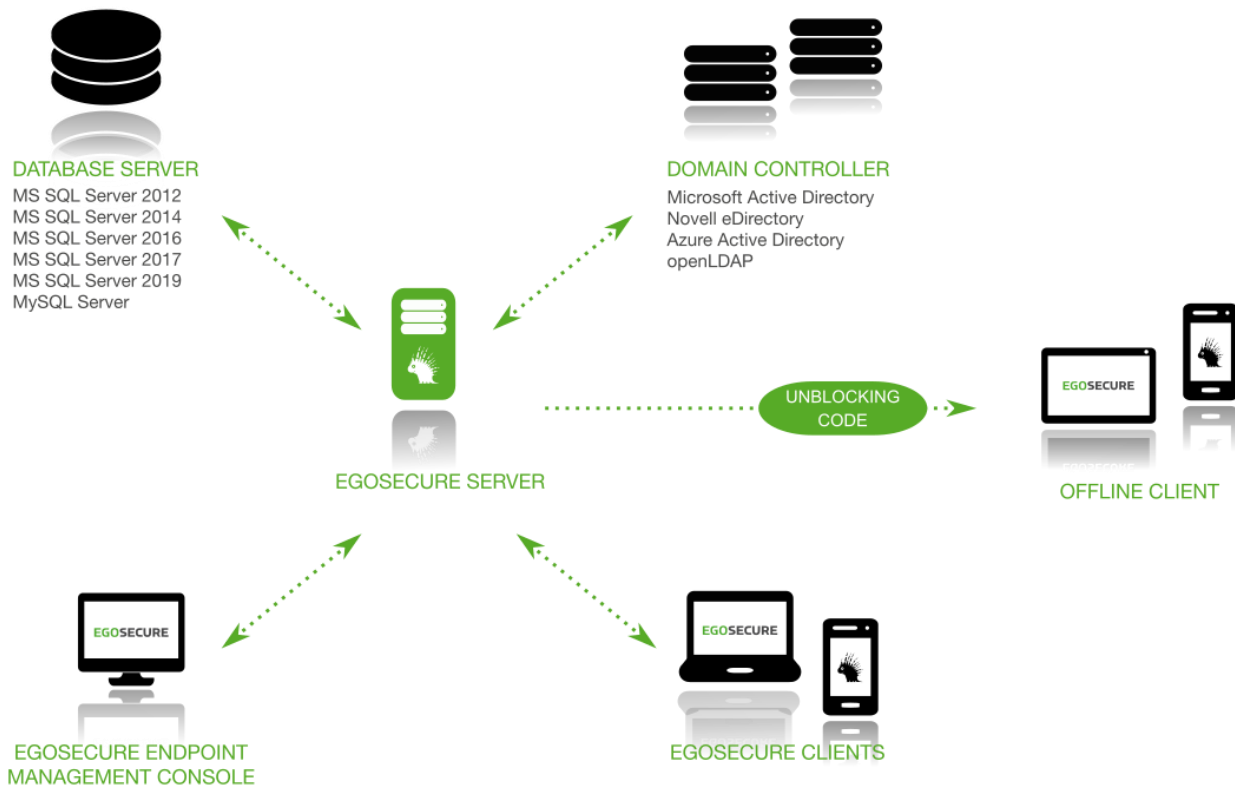 DATABASE SERVER
MS SQL Server 2012
MS SQL Server 2014
MS SQL Server 2016
MS SQL Server 2017
MS SQL Server 2019
MySQL Server
DOMAIN CONTROLLER
Microsoft Active Directory
Novell eDirectory
Azure Active Directory
openLDAP
EGOSECURE SERVER
UNBLOCKING
CODE
EGOSECURE
OFFLINE CLIENT
EGOSECURE
EGOSECURE ENDPOINT
MANAGEMENT CONSOLE
EGOSECURE
EGOSECURE CLIENTS